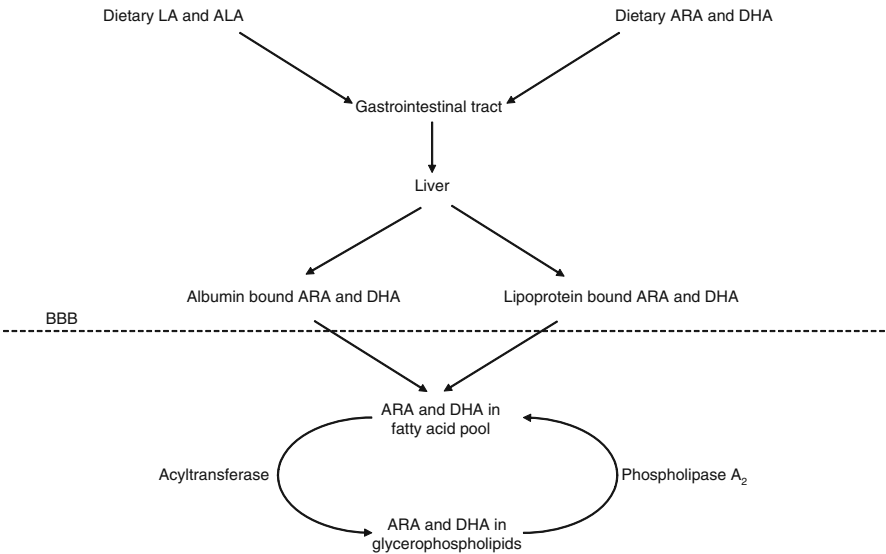 Dietary LA and ALA
Dietary ARA and DHA
Gastrointestinal tract
Liver
Albumin bound ARA and DHA
Lipoprotein bound ARA and DHA
BBB
ARA and DHA in
fatty acid pool
Acyltransferase
Phospholipase A₂
ARA and DHA in
glycerophospholipids